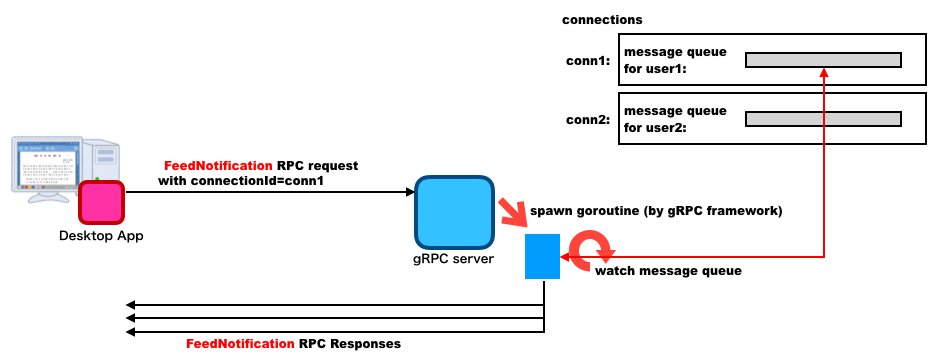 connections
conn1:
message queue
for user1:
conn2:
message queue
for user2:
FeedNotification RPC request
with connectionId=conn1
Desktop App
gRPC server
spawn goroutine (by gRPC framework)
watch message queue
FeedNotification RPC Responses